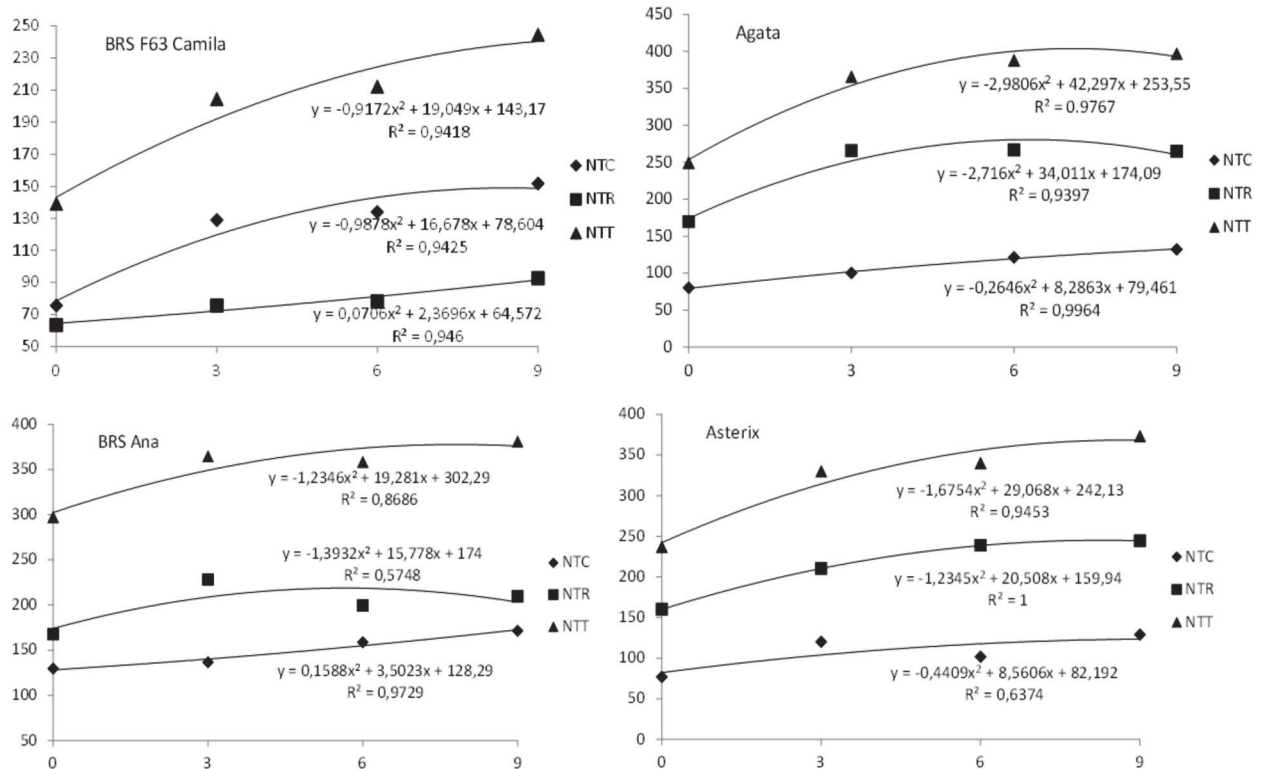 BRS F63 Camila
250
230
210
190
170
150
130
110
90
70
50
0
3
6
9
y = -0,9172x² + 19,049x + 143,17
R² = 0,9418
y = -0,9878x² + 16,678x + 78,604
R² = 0,9425
y = 0,0706x² + 2,3696x + 64,572
R² = 0,946
NTC
NTR
NTT
Agata
450
400
350
300
250
200
150
100
50
0
0
3
6
9
y = -2,9806x² + 42,297x + 253,55
R² = 0.9767
y = -2,716x² + 34,011x + 174,09
R² = 0,9397
y = -0,2646x² + 8,2863x + 79,461
R² = 0,9964
NTC
NTR
NTT
BRS Ana
400
350
300
250
200
150
100
50
0
3
6
9
y = -1,2346x² + 19,281x + 302,29
R² = 0,8686
y = -1,3932x² + 15,778x + 174
R² = 0,5748
y = 0,1588x² + 3,5023x + 128,29
R² = 0,9729
NTC
NTR
NTT
Asterix
400
350
300
250
200
150
100
50
0
0
3
6
9
y = -1,6754x² + 29,068x + 242,13
R² = 0,9453
y = -1,2345x² + 20,508x + 159,94
R² = 1
y = -0,4409x² + 8,5606x + 82,192
R² = 0,6374
NTC
NTR
NTT